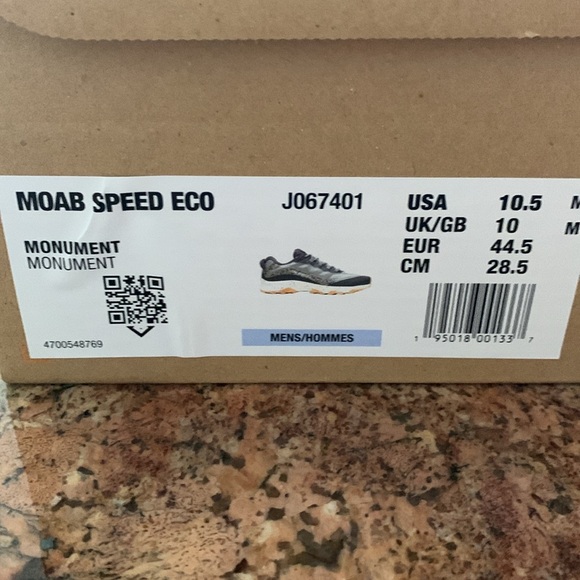 MOAB SPEED ECO
J067401
MONUMENT
MONUMENT
4700548769
MENS/HOMMES
USA 10.5 M
UK/GB 10 M
EUR 44.5
CM 28.5
1 95018 00133 7